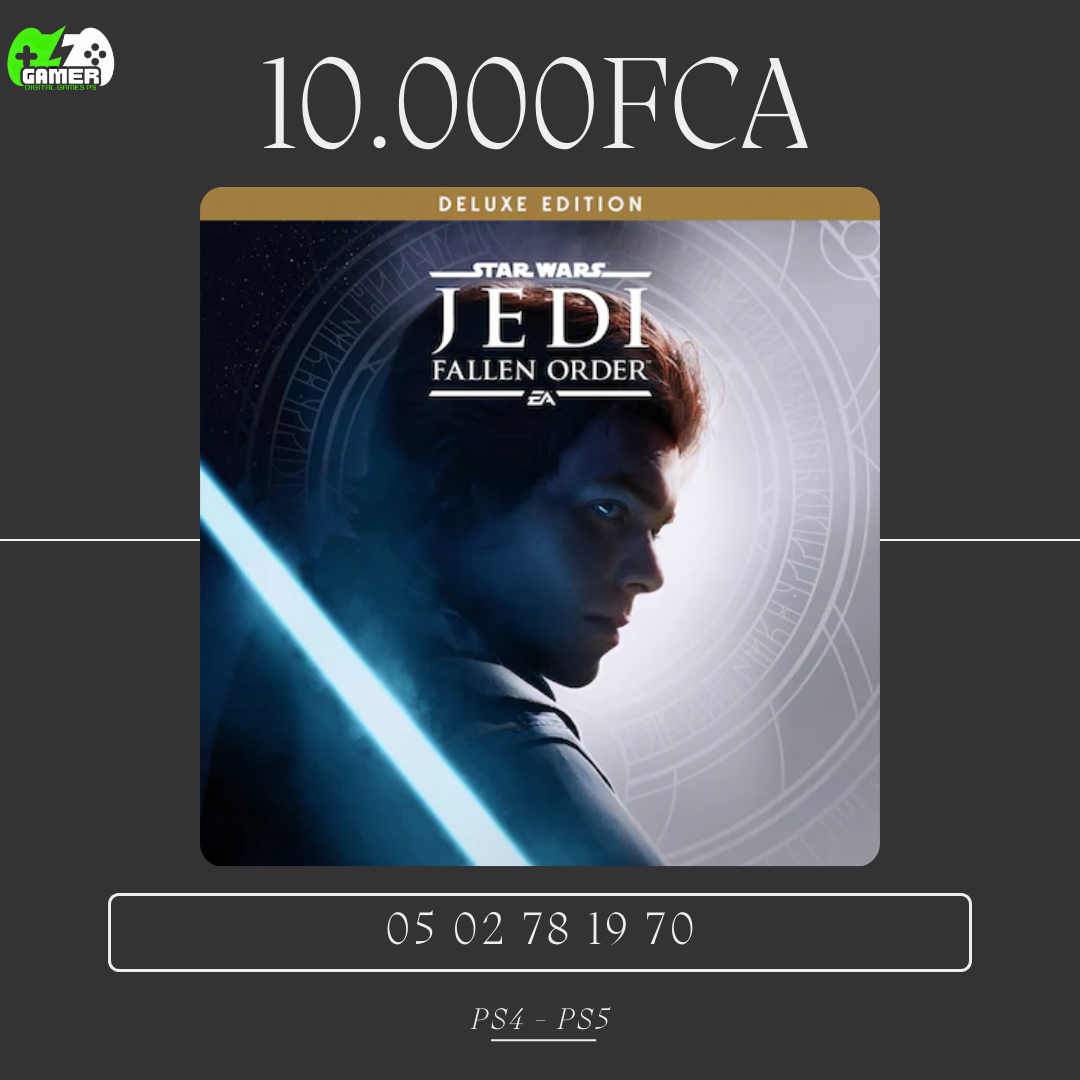 GAMER
DIGITAL GAMES PS
10.000FCA
DELUXE EDITION
STAR WARS
JEDI
FALLEN ORDER
EA
05 02 78 19 70
PS4 - PS5